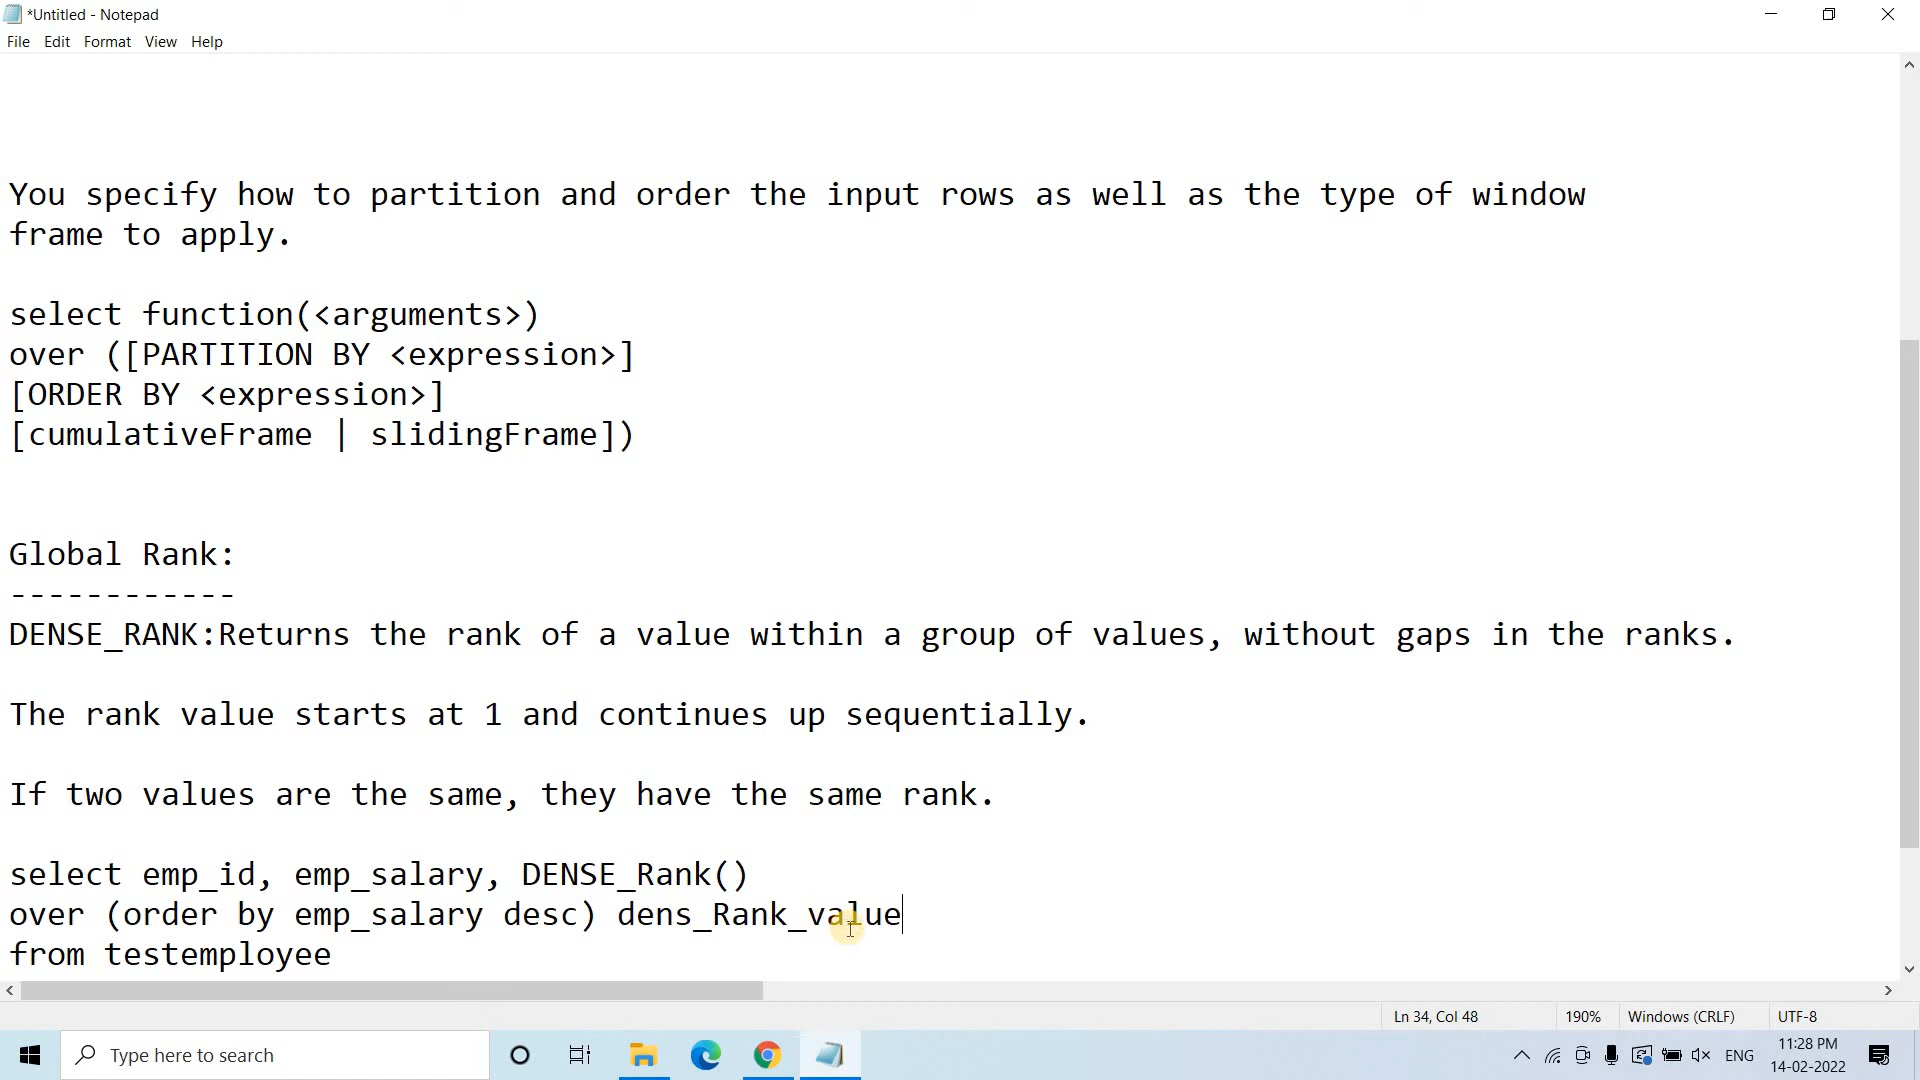 *Untitled - Notepad
File Edit Format View Help
You specify how to partition and order the input rows as well as the type of window
frame to apply.
select function(<arguments>)
over ([PARTITION BY <expression>]
[ORDER BY <expression>]
[cumulativeFrame | slidingFrame])
Global Rank:
------------
DENSE_RANK:Returns the rank of a value within a group of values, without gaps in the ranks.
The rank value starts at 1 and continues up sequentially.
If two values are the same, they have the same rank.
select emp_id, emp_salary, DENSE_Rank()
over (order by emp_salary desc) dens_Rank_value
from testemployee
Ln 34, Col 48 190% Windows (CRLF) UTF-8
Type here to search
ENG
11:28 PM
14-02-2022